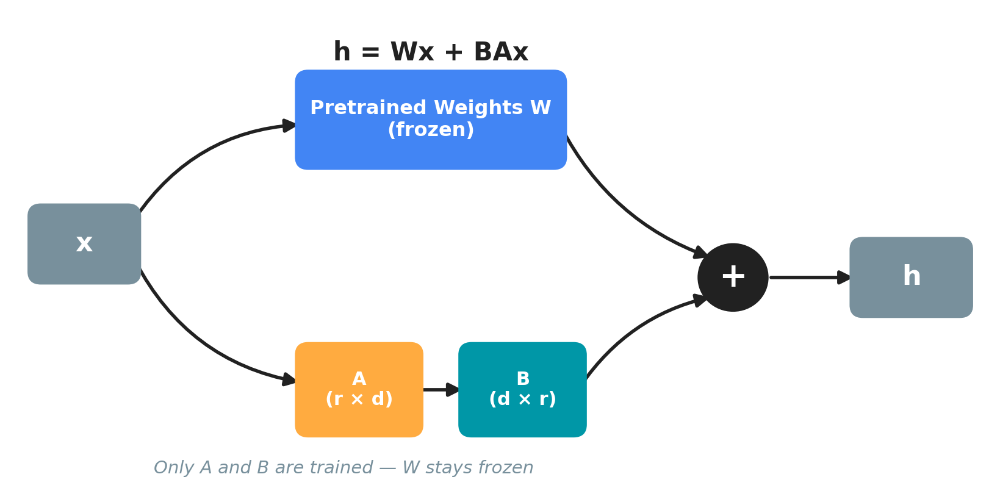 h = Wx + BAx
Pretrained Weights W
(frozen)
x
+
h
A
(r × d)
B
(d × r)
Only A and B are trained — W stays frozen